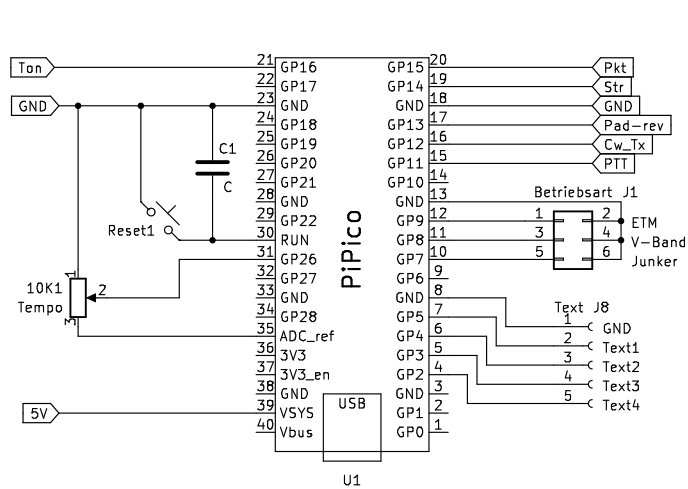 21 20
Ton GP16 GP15 Pkt
22 19
GP17 GP14 Str
23 18
GND GND GND GND
24 17
GP18 GP13 Pad-rev
25 16
C1 GP19 GP12 Cw_Tx
26 15
GP20 GP11 PTT
27 14
C GP21 GP10
28 13 Betriebsart J1
GND GND
29 12 1 2
Reset1 GP22 GP9 ETM
30 11 3 4
RUN GP8 V-Band
31 10 5 6
GP26 GP7 Junker
PiPico
1 32 9
10K1 2 GP27 GP6
33 8
Tempo GND GND Text J8
3 34 7 1
GP28 GP5 GND
35 6 2
ADC_ref GP4 Text1
36 5 3
3V3 GP3 Text2
37 4 4
3V3_en GP2 Text3
38 3 5
GND USB GND Text4
39 2
5V VSYS GP1
40 1
Vbus GP0
U1